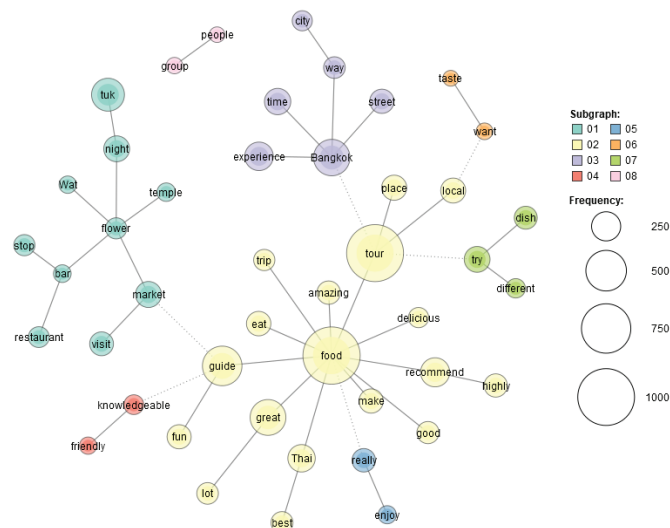 city
people
group
way
taste
tuk
time
street
want
Subgraph:
01 05
02 06
03 07
04 08
night
experience
Bangkok
Wat
temple
place
local
Frequency:
dish
250
flower
stop
bar
tour
try
500
trip
different
market
amazing
eat
delicious
750
restaurant
visit
guide
food
recommend
highly
1000
knowledgeable
make
great
good
friendly
fun
Thai
really
lot
best
enjoy